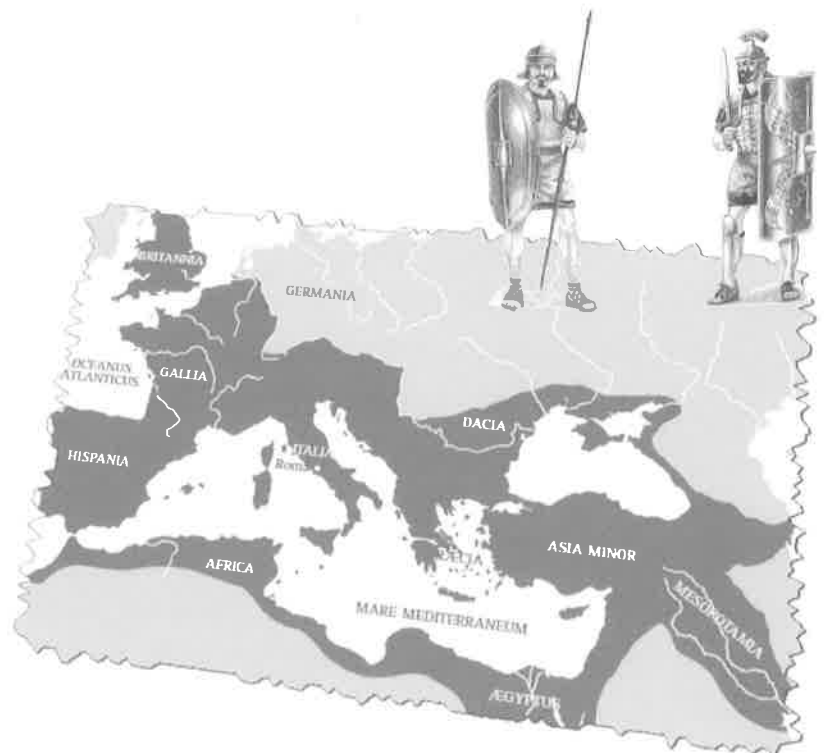 BRITANNIA
GERMANIA
OCEANUS
ATLANTICUS
GALLIA
DACIA
HISPANIA
ITALIA
Roma
ASIA MINOR
AFRICA
MESOPOTAMIA
MARE MEDITERRANEUM
ÆGYPTUS